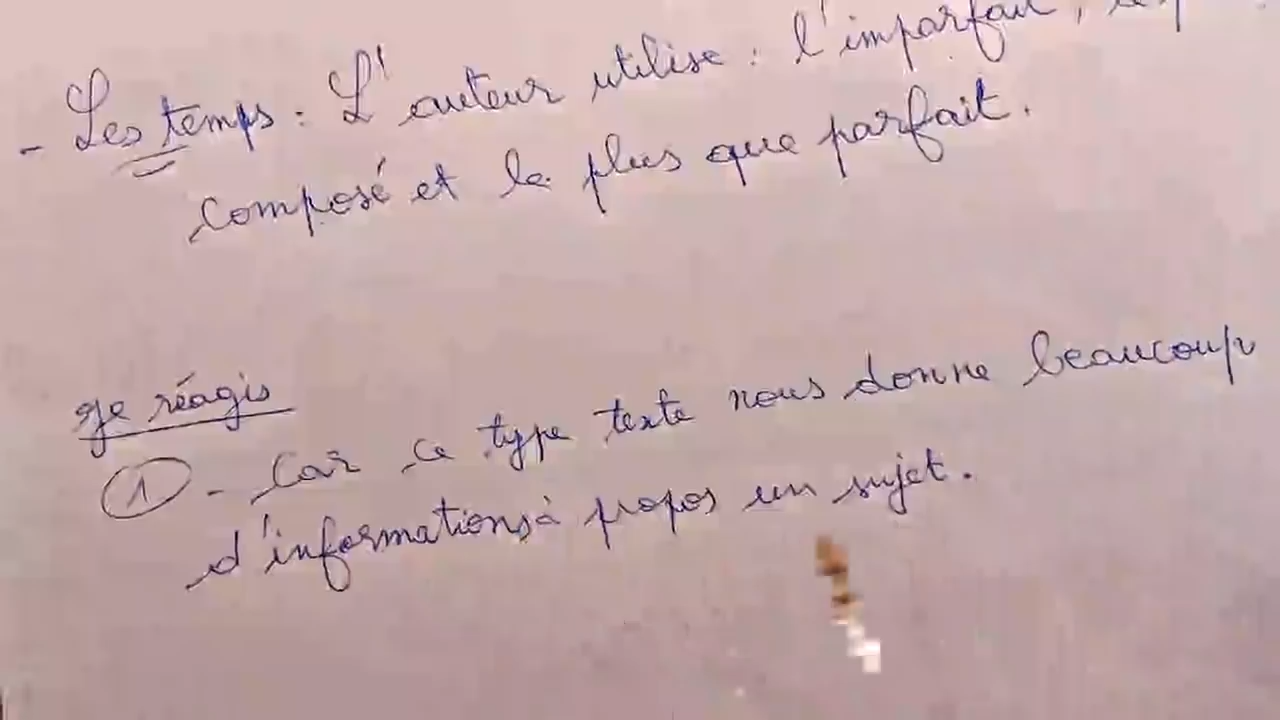 - Les temps : L'auteur utilise : l'imparfait,
composé et le plus que parfait.
Je réagis
1 - Car ce type texte nous donne beaucoup
d'informations à propos un sujet.